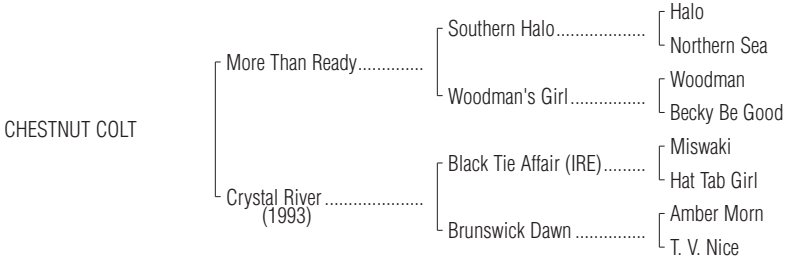 Halo
Southern Halo...................
Northern Sea
More Than Ready..............
Woodman
Woodman's Girl................
Becky Be Good
CHESTNUT COLT
Miswaki
Black Tie Affair (IRE).........
Hat Tab Girl
Crystal River.....................
(1993)
Amber Morn
Brunswick Dawn ...............
T. V. Nice